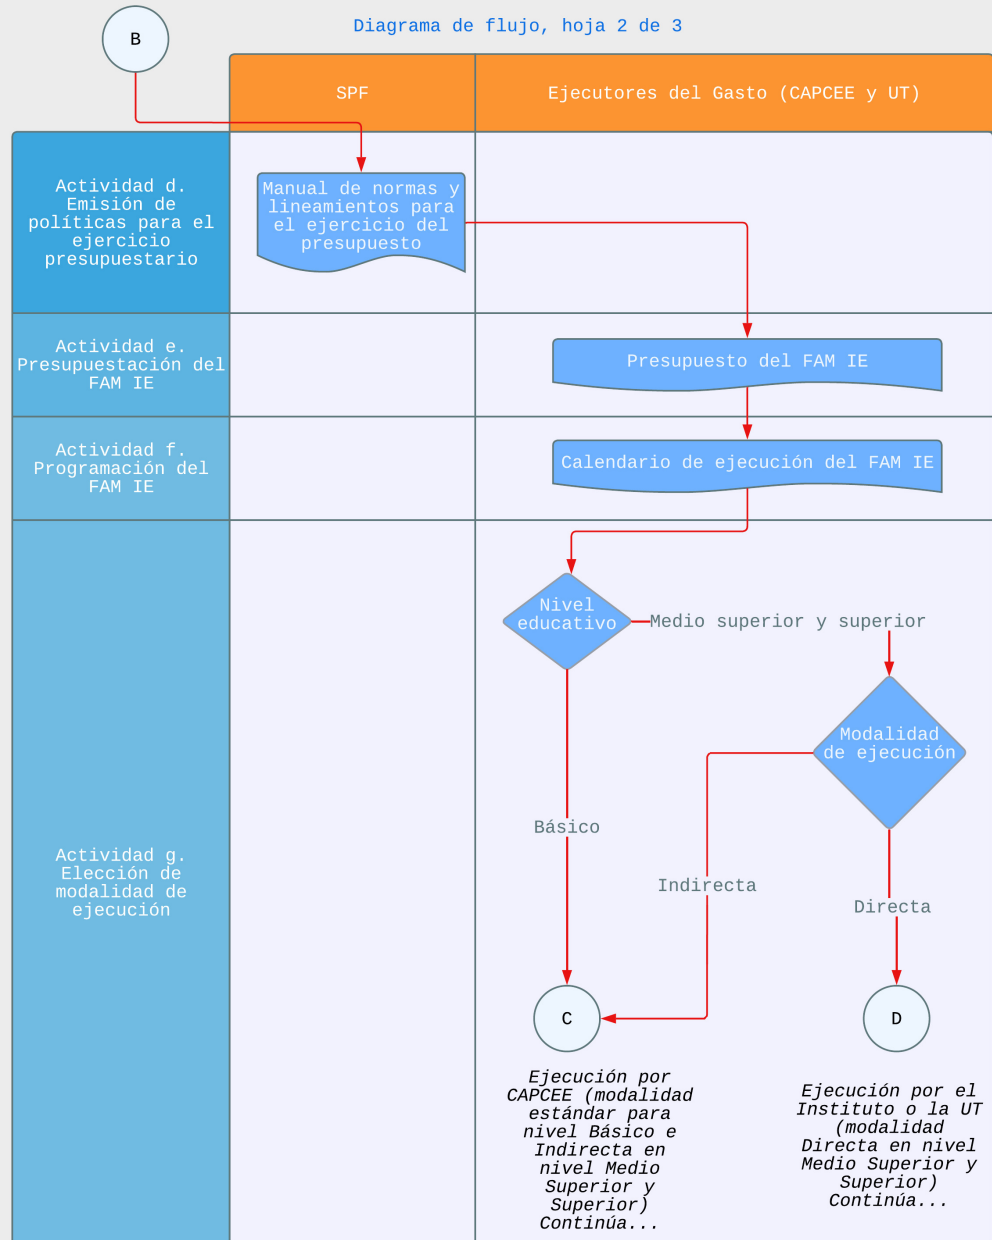 B
Diagrama de flujo, hoja 2 de 3
SPF
Ejecutores del Gasto (CAPCEE y UT)
Actividad d.
Emisión de
políticas para el
ejercicio
presupuestario
Manual de normas y
lineamientos para
el ejercicio del
presupuesto
Actividad e.
Presupuestación del
FAM IE
Presupuesto del FAM IE
Actividad f.
Programación del
FAM IE
Calendario de ejecución del FAM IE
Actividad g.
Elección de
modalidad de
ejecución
Nivel
educativo
Medio superior y superior
Modalidad
de ejecución
Básico
Indirecta
Directa
C
D
Ejecución por
CAPCEE (modalidad
estándar para
nivel Básico e
Indirecta en
nivel Medio
Superior y
Superior)
Continúa...
Ejecución por el
Instituto o la UT
(modalidad
Directa en nivel
Medio Superior y
Superior)
Continúa...